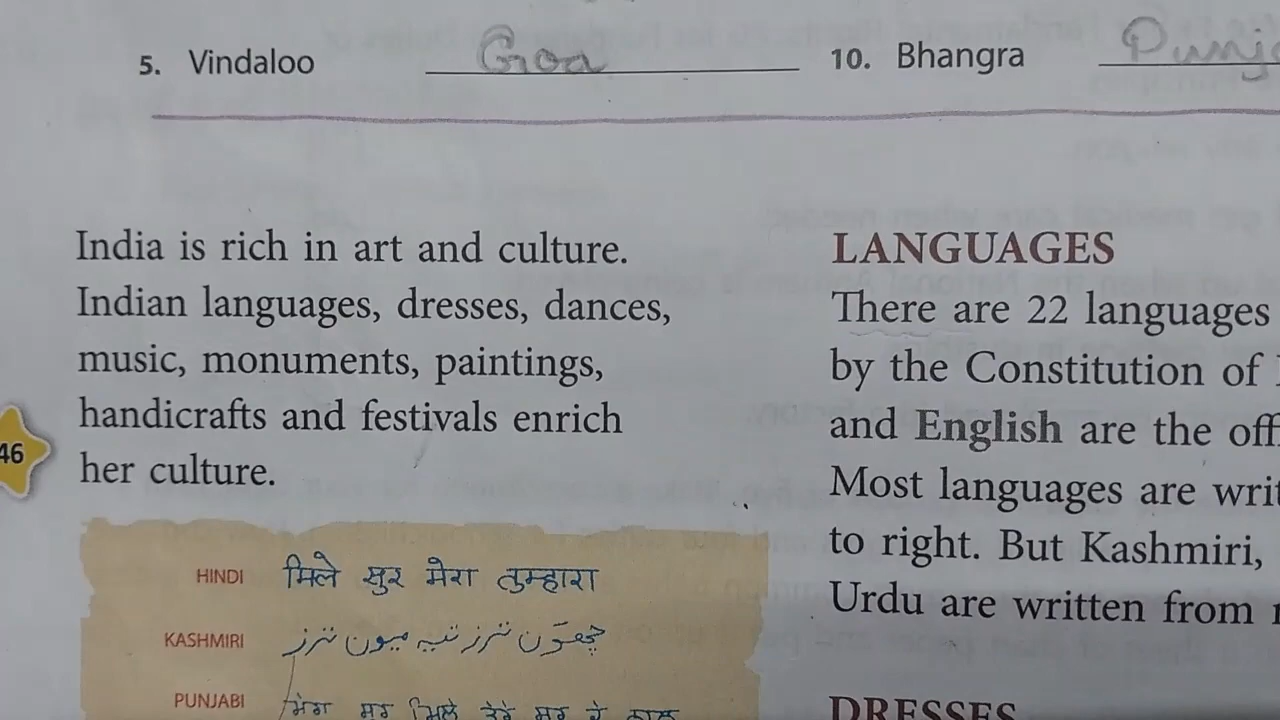 5. Vindaloo Goa 10. Bhangra
India is rich in art and culture.
Indian languages, dresses, dances,
music, monuments, paintings,
handicrafts and festivals enrich
her culture.
46
HINDI मिले सुर मेरा तुम्हारा
KASHMIRI
PUNJABI
LANGUAGES
There are 22 languages
by the Constitution of
and English are the off
Most languages are writ
to right. But Kashmiri,
Urdu are written from
DRESSES